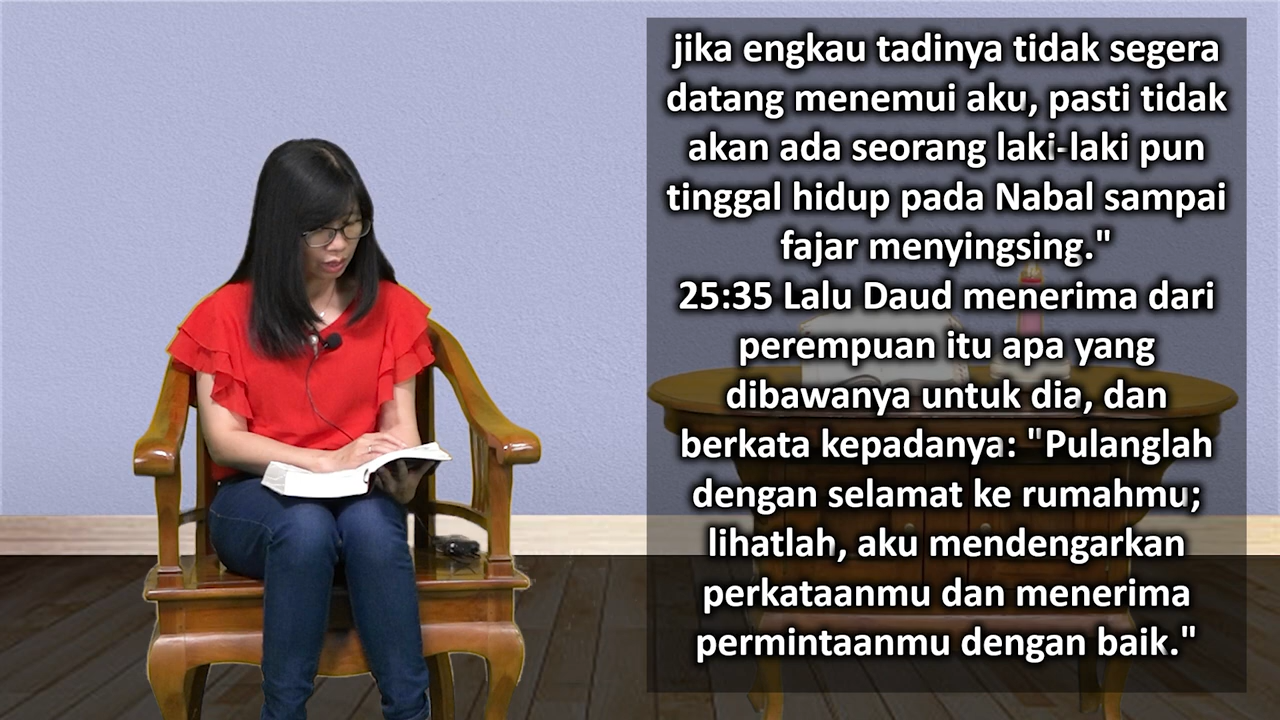 jika engkau tadinya tidak segera
datang menemui aku, pasti tidak
akan ada seorang laki-laki pun
tinggal hidup pada Nabal sampai
fajar menyingsing."
25:35 Lalu Daud menerima dari
perempuan itu apa yang
dibawanya untuk dia, dan
berkata kepadanya: "Pulanglah
dengan selamat ke rumahmu;
lihatlah, aku mendengarkan
perkataanmu dan menerima
permintaanmu dengan baik."